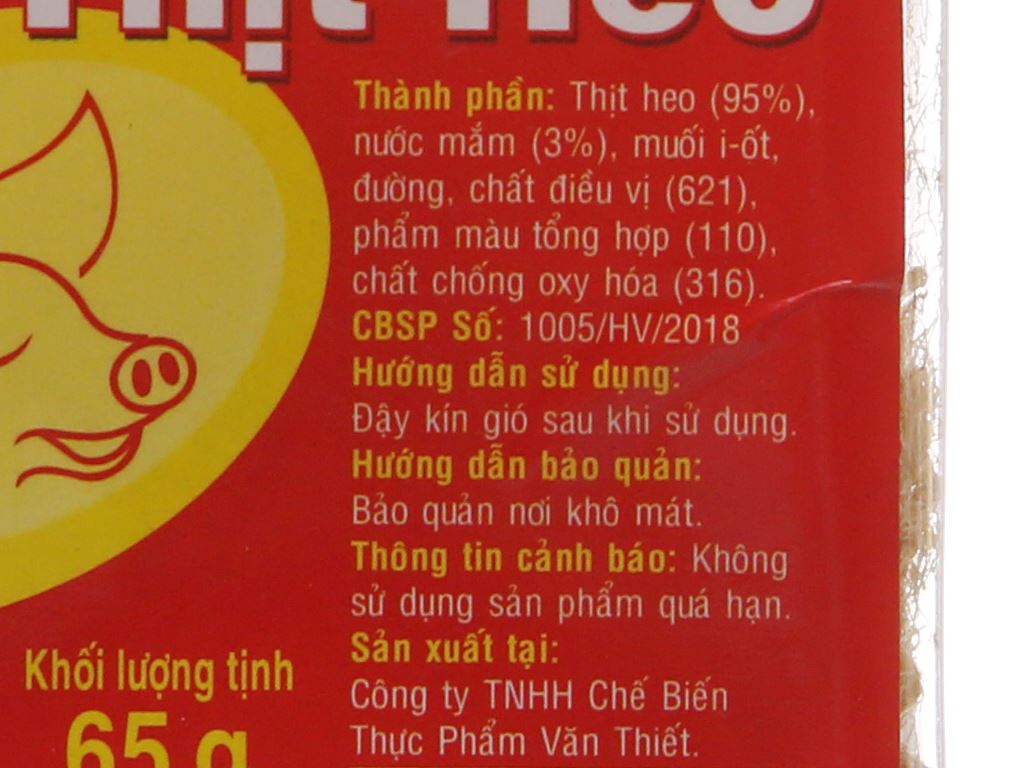 Thịt Heo
Thành phần: Thịt heo (95%),
nước mắm (3%), muối i-ốt,
đường, chất điều vị (621),
phẩm màu tổng hợp (110),
chất chống oxy hóa (316).
CBSP Số: 1005/HV/2018
Hướng dẫn sử dụng:
Đậy kín gió sau khi sử dụng.
Hướng dẫn bảo quản:
Bảo quản nơi khô mát.
Thông tin cảnh báo: Không
sử dụng sản phẩm quá hạn.
Sản xuất tại:
Công ty TNHH Chế Biến
Thực Phẩm Văn Thiết.
Khối lượng tịnh
65 g